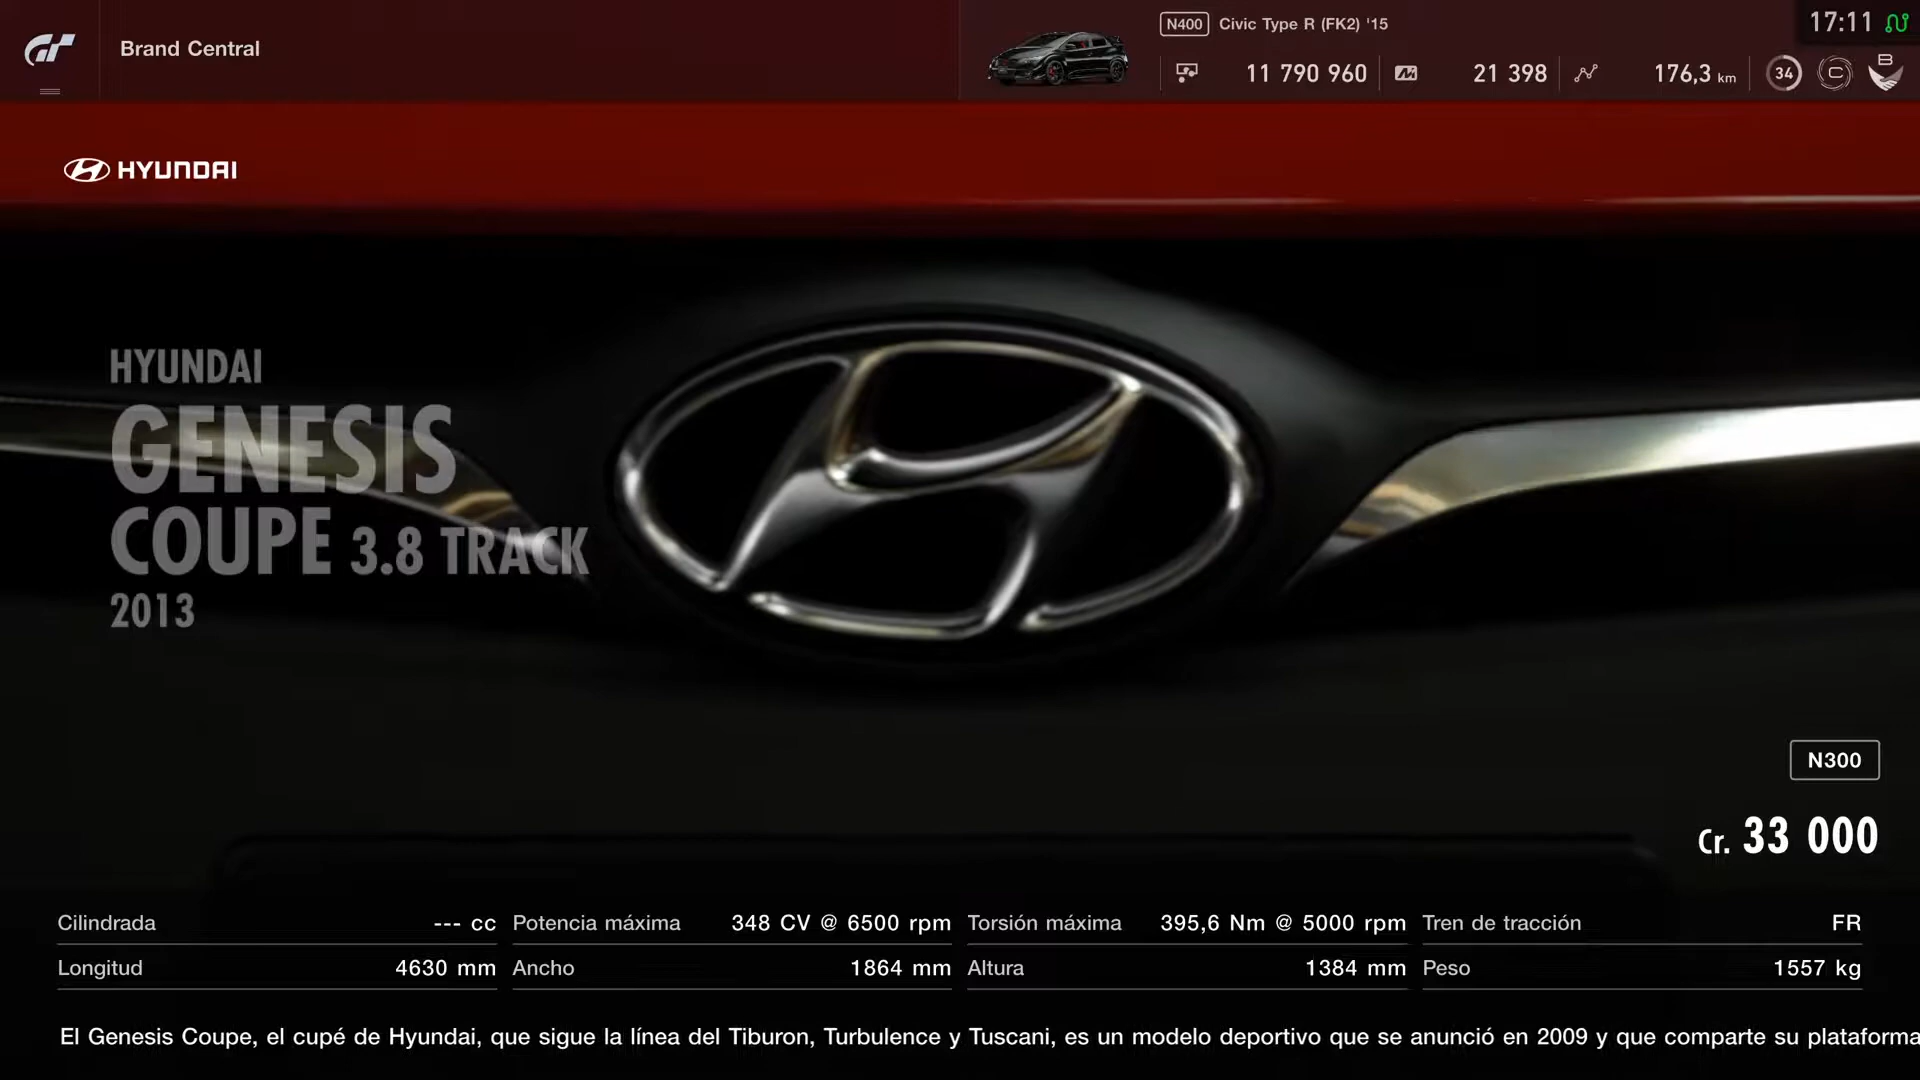 Brand Central
N400 Civic Type R (FK2) '15
17:11
11 790 960
21 398
176,3 km
34
C
B
HYUNDAI
HYUNDAI
GENESIS
COUPE 3.8 TRACK
2013
N300
Cr. 33 000
Cilindrada --- cc Potencia máxima 348 CV @ 6500 rpm Torsión máxima 395,6 Nm @ 5000 rpm Tren de tracción FR
Longitud 4630 mm Ancho 1864 mm Altura 1384 mm Peso 1557 kg
El Genesis Coupe, el cupé de Hyundai, que sigue la línea del Tiburon, Turbulence y Tuscani, es un modelo deportivo que se anunció en 2009 y que comparte su plataforma